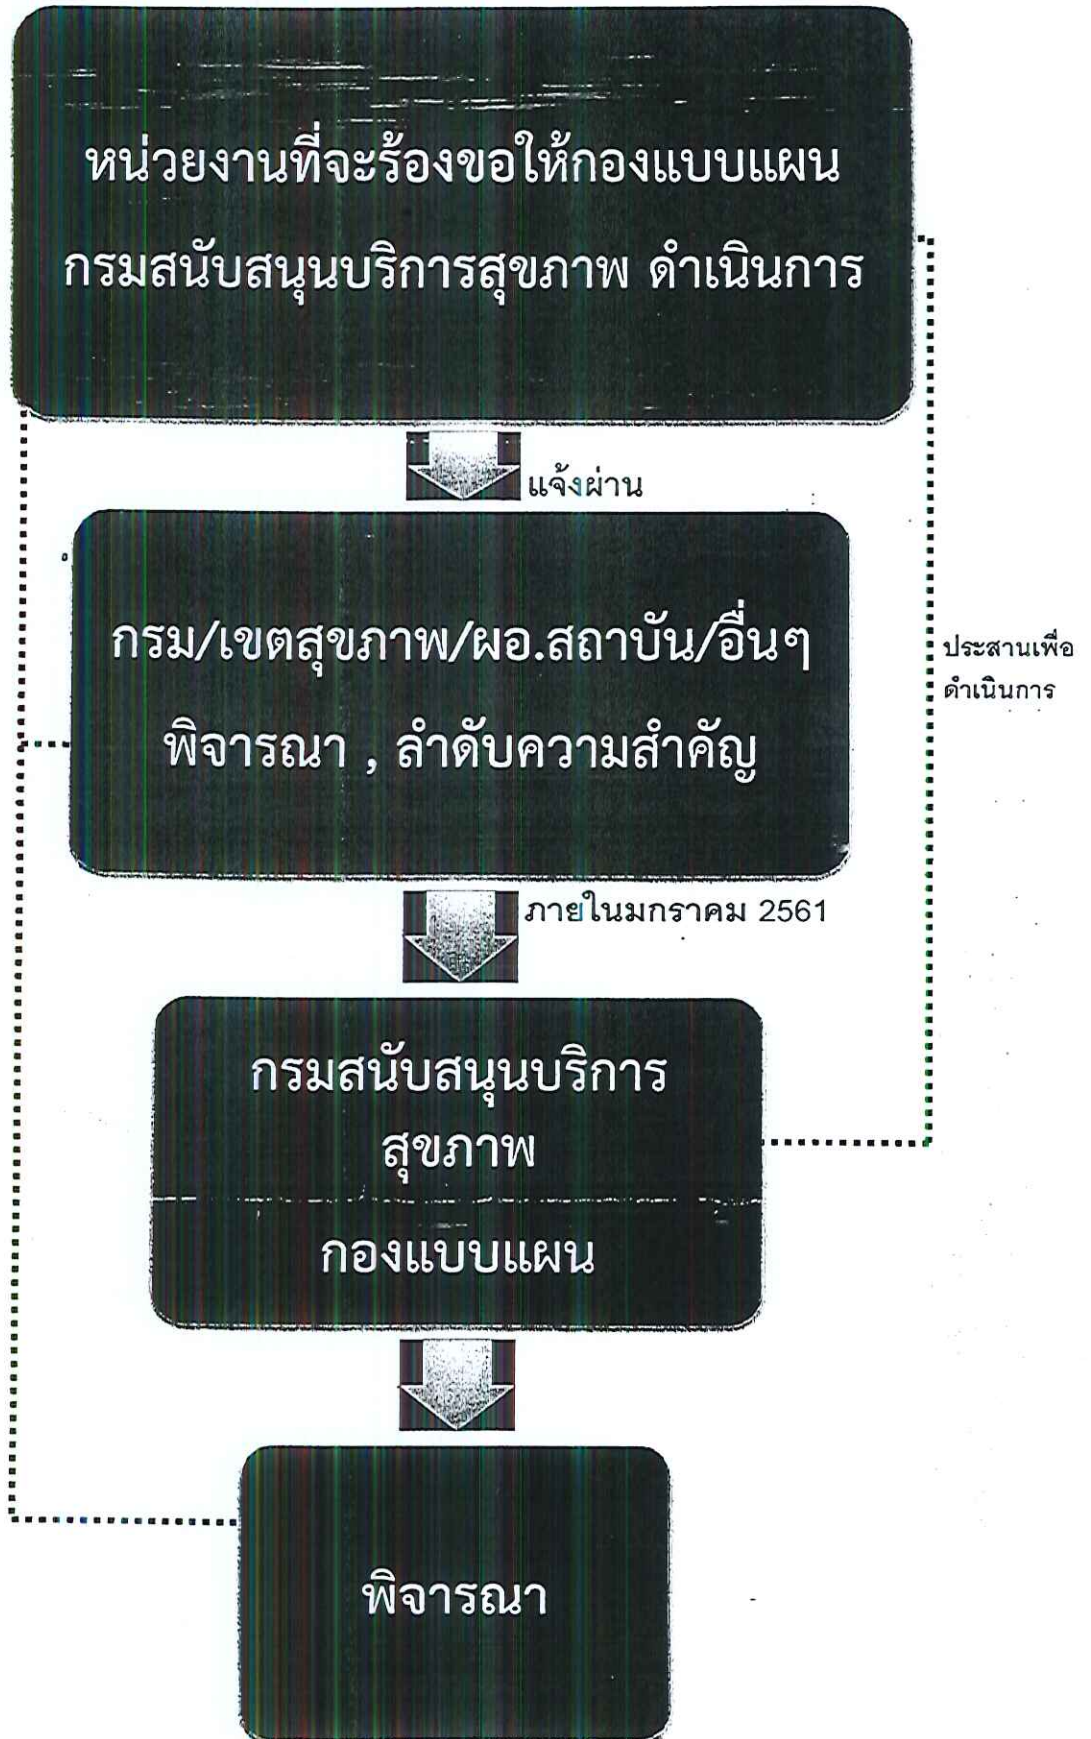 หน่วยงานที่จะร้องขอให้กองแบบแผน
กรมสนับสนุนบริการสุขภาพ ดำเนินการ
แจ้งผ่าน
กรม/เขตสุขภาพ/ผอ.สถาบัน/อื่นๆ
พิจารณา , ลำดับความสำคัญ
ประสานเพื่อ
ดำเนินการ
ภายในมกราคม 2561
กรมสนับสนุนบริการ
สุขภาพ
กองแบบแผน
พิจารณา